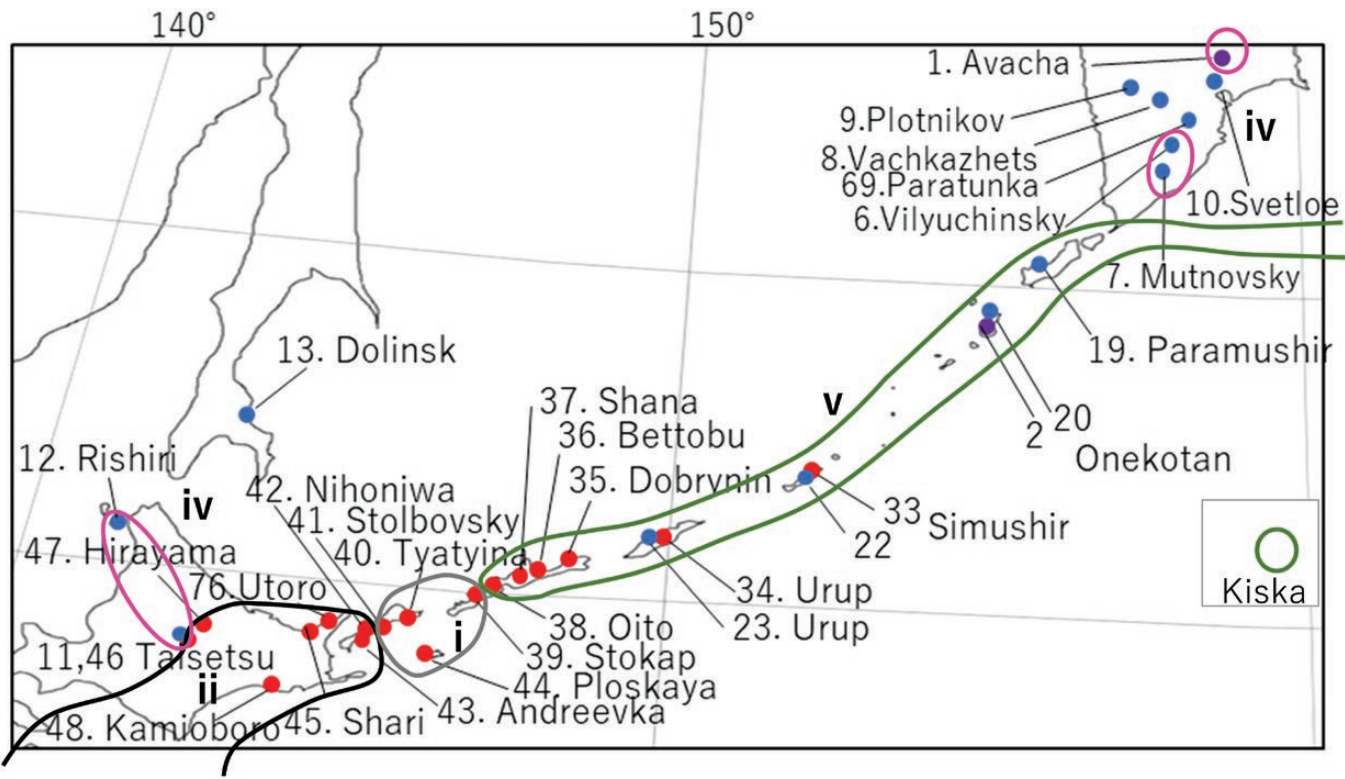 140°
150°
1. Avacha
9.Plotnikov
iv
8.Vachkazhets
69.Paratunka
6.Vilyuchinsky
10.Svetloe
7. Mutnovsky
13. Dolinsk
19. Paramushir
37. Shana
v
20
2
36. Bettobu
Onekotan
12. Rishiri
35. Dobrynin
42. Nihoniwa
iv
33
Simushir
41. Stolbovsky
22
47. Hirayama
40. Tyatyina
76.Utoro
34. Urup
Kiska
38. Oito
23. Urup
i
11,46 Taisetsu
39. Stokap
ii
44. Ploskaya
48. Kamioboro
45. Shari
43. Andreevka